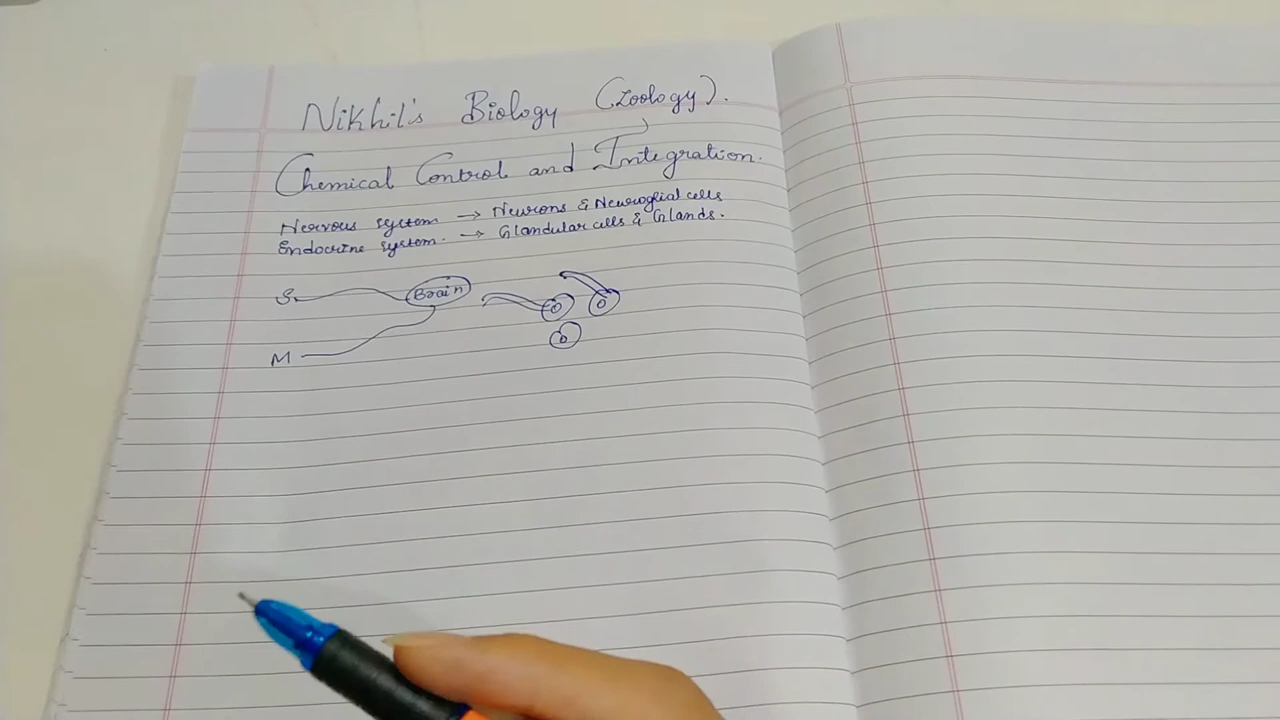 Nikhil's Biology (Zoology).
Chemical Control and Integration.
Nervous system → Neurons & Neuroglial cells
Endocrine system. → Glandular cells & Glands.
S Brain
M